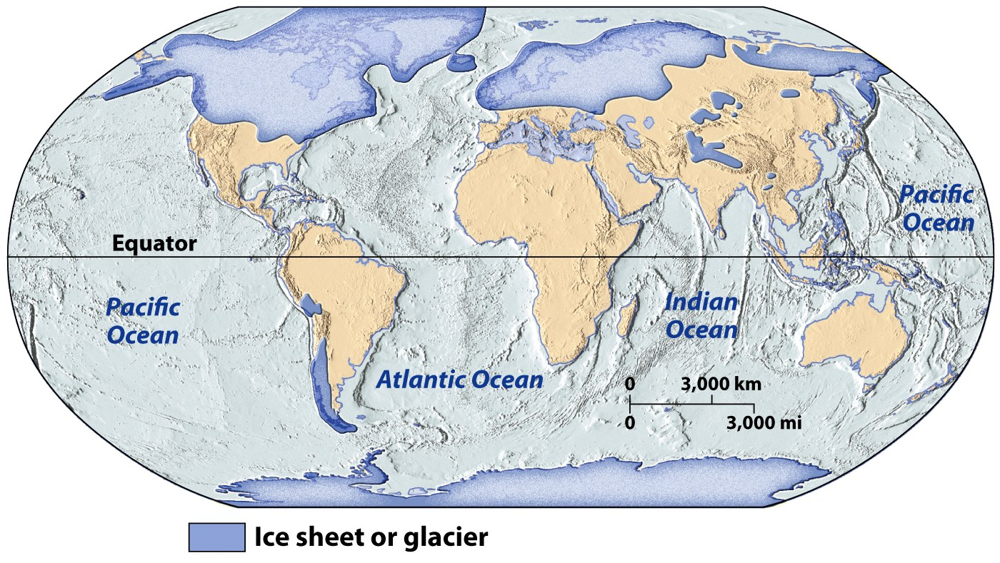 Pacific
Ocean
Equator
Pacific
Ocean
Indian
Ocean
Atlantic Ocean
0 3,000 km
0 3,000 mi
Ice sheet or glacier